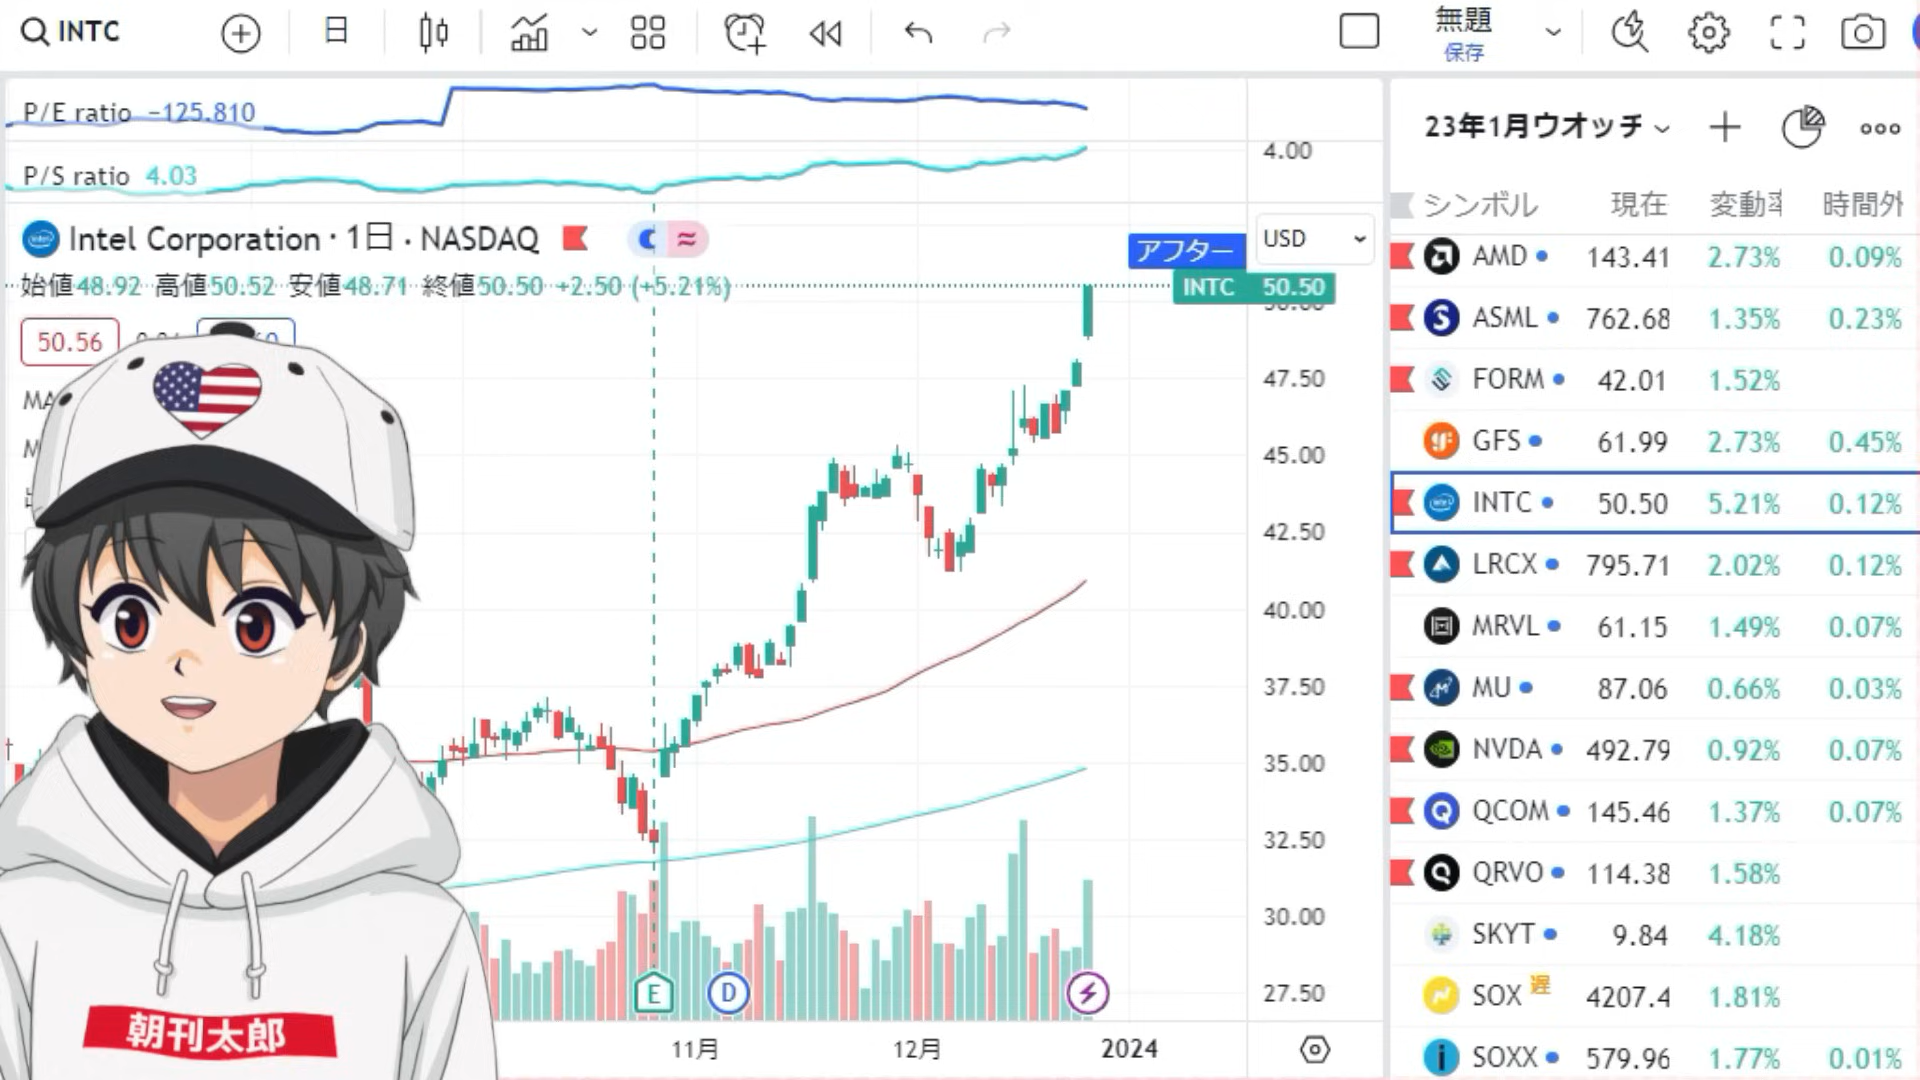 INTC
日
無題
保存
P/E ratio −125.810
P/S ratio 4.03
4.00
Intel Corporation · 1日 · NASDAQ
USD
アフター
始値48.92 高値50.52 安値48.71 終値50.50 +2.50 (+5.21%)
INTC 50.50
50.56
MA
M
47.50
45.00
42.50
40.00
37.50
35.00
32.50
30.00
27.50
E
D
11月
12月
2024
朝刊太郎
23年1月ウオッチ
シンボル 現在 変動率 時間外
AMD 143.41 2.73% 0.09%
ASML 762.68 1.35% 0.23%
FORM 42.01 1.52%
GFS 61.99 2.73% 0.45%
INTC 50.50 5.21% 0.12%
LRCX 795.71 2.02% 0.12%
MRVL 61.15 1.49% 0.07%
MU 87.06 0.66% 0.03%
NVDA 492.79 0.92% 0.07%
QCOM 145.46 1.37% 0.07%
QRVO 114.38 1.58%
SKYT 9.84 4.18%
SOX 遅 4207.4 1.81%
SOXX 579.96 1.77% 0.01%